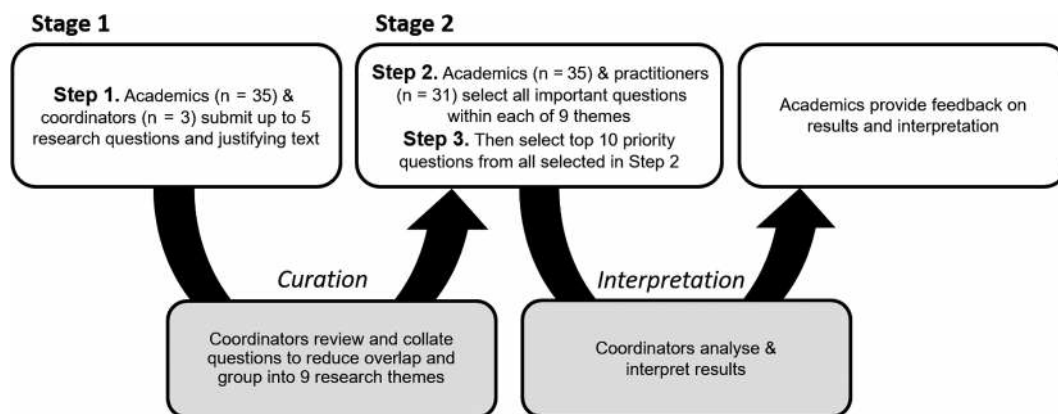 Stage 1
Stage 2
Step 1. Academics (n = 35) &
coordinators (n = 3) submit up to 5
research questions and justifying text
Step 2. Academics (n = 35) & practitioners
(n = 31) select all important questions
within each of 9 themes
Step 3. Then select top 10 priority
questions from all selected in Step 2
Academics provide feedback on
results and interpretation
Curation
Interpretation
Coordinators review and collate
questions to reduce overlap and
group into 9 research themes
Coordinators analyse &
interpret results